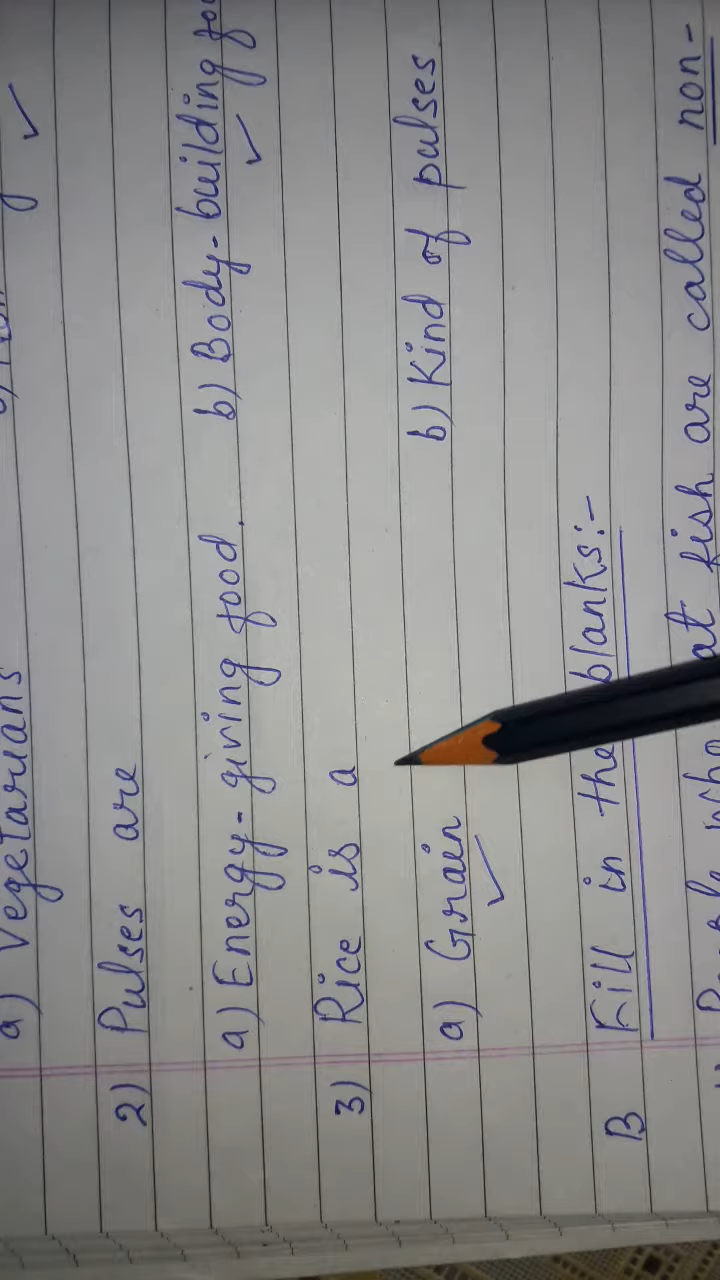 a) Vegetarians
2) Pulses are
a) Energy-giving food. b) Body-building
3) Rice is a
a) Grain b) Kind of pulses
B Fill in the blanks:-
fish are called non-